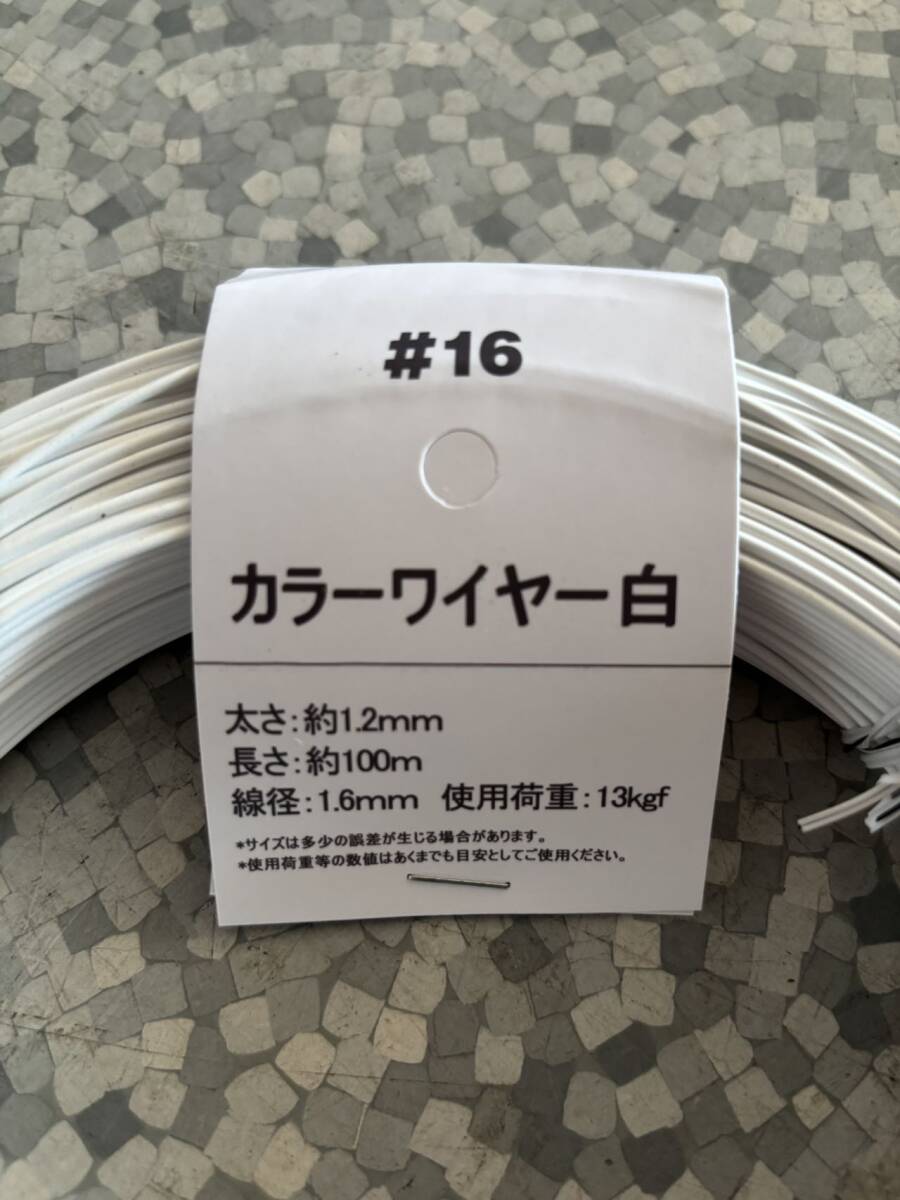 #16
カラーワイヤー白
太さ:約1.2mm
長さ:約100m
線径:1.6mm 使用荷重:13kgf
*サイズは多少の誤差が生じる場合があります。
*使用荷重等の数値はあくまでも目安としてご使用ください。